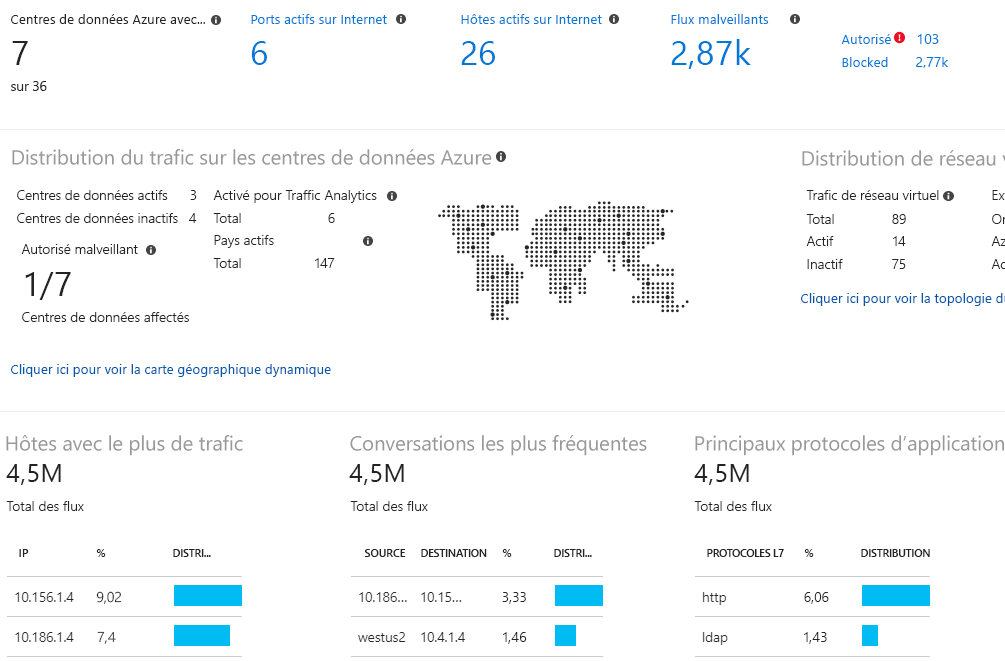 Centres de données Azure avec...
7
sur 36
Ports actifs sur Internet
6
Hôtes actifs sur Internet
26
Flux malveillants
2,87k
Autorisé 103
Blocked 2,77k
Distribution du trafic sur les centres de données Azure
Centres de données actifs 3
Centres de données inactifs 4
Autorisé malveillant
1/7
Centres de données affectés
Activé pour Traffic Analytics
Total 6
Pays actifs
Total 147
Cliquer ici pour voir la carte géographique dynamique
Distribution de réseau
Trafic de réseau virtuel
Total 89
Actif 14
Inactif 75
Cliquer ici pour voir la topologie
Hôtes avec le plus de trafic
4,5M
Total des flux
IP % DISTRI...
10.156.1.4 9,02
10.186.1.4 7,4
Conversations les plus fréquentes
4,5M
Total des flux
SOURCE DESTINATION % DISTRI...
10.186... 10.15... 3,33
westus2 10.4.1.4 1,46
Principaux protocoles d’application
4,5M
Total des flux
PROTOCOLES L7 % DISTRIBUTION
http 6,06
ldap 1,43